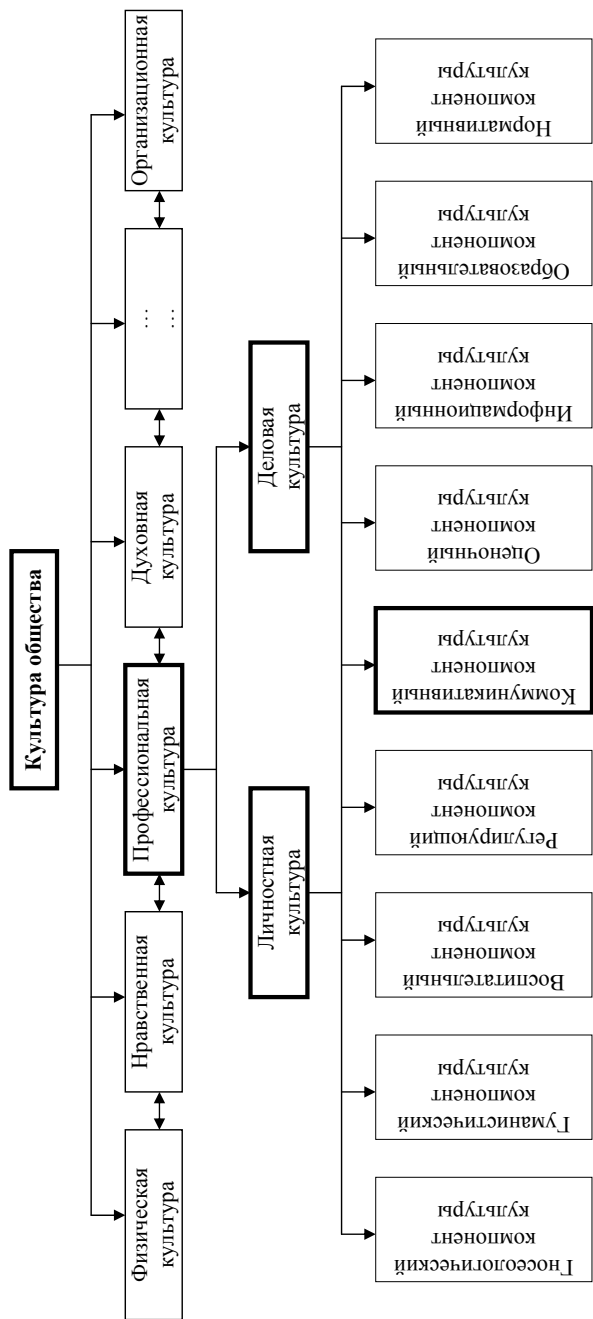 Культура общества
Физическая
культура
Нравственная
культура
Профессиональная
культура
Духовная
культура
...
...
Организационная
культура
Личностная
культура
Деловая
культура
Гносеологический
компонент
культуры
Гуманистический
компонент
культуры
Воспитательный
компонент
культуры
Регулирующий
компонент
культуры
Коммуникативный
компонент
культуры
Оценочный
компонент
культуры
Информационный
компонент
культуры
Образовательный
компонент
культуры
Нормативный
компонент
культуры